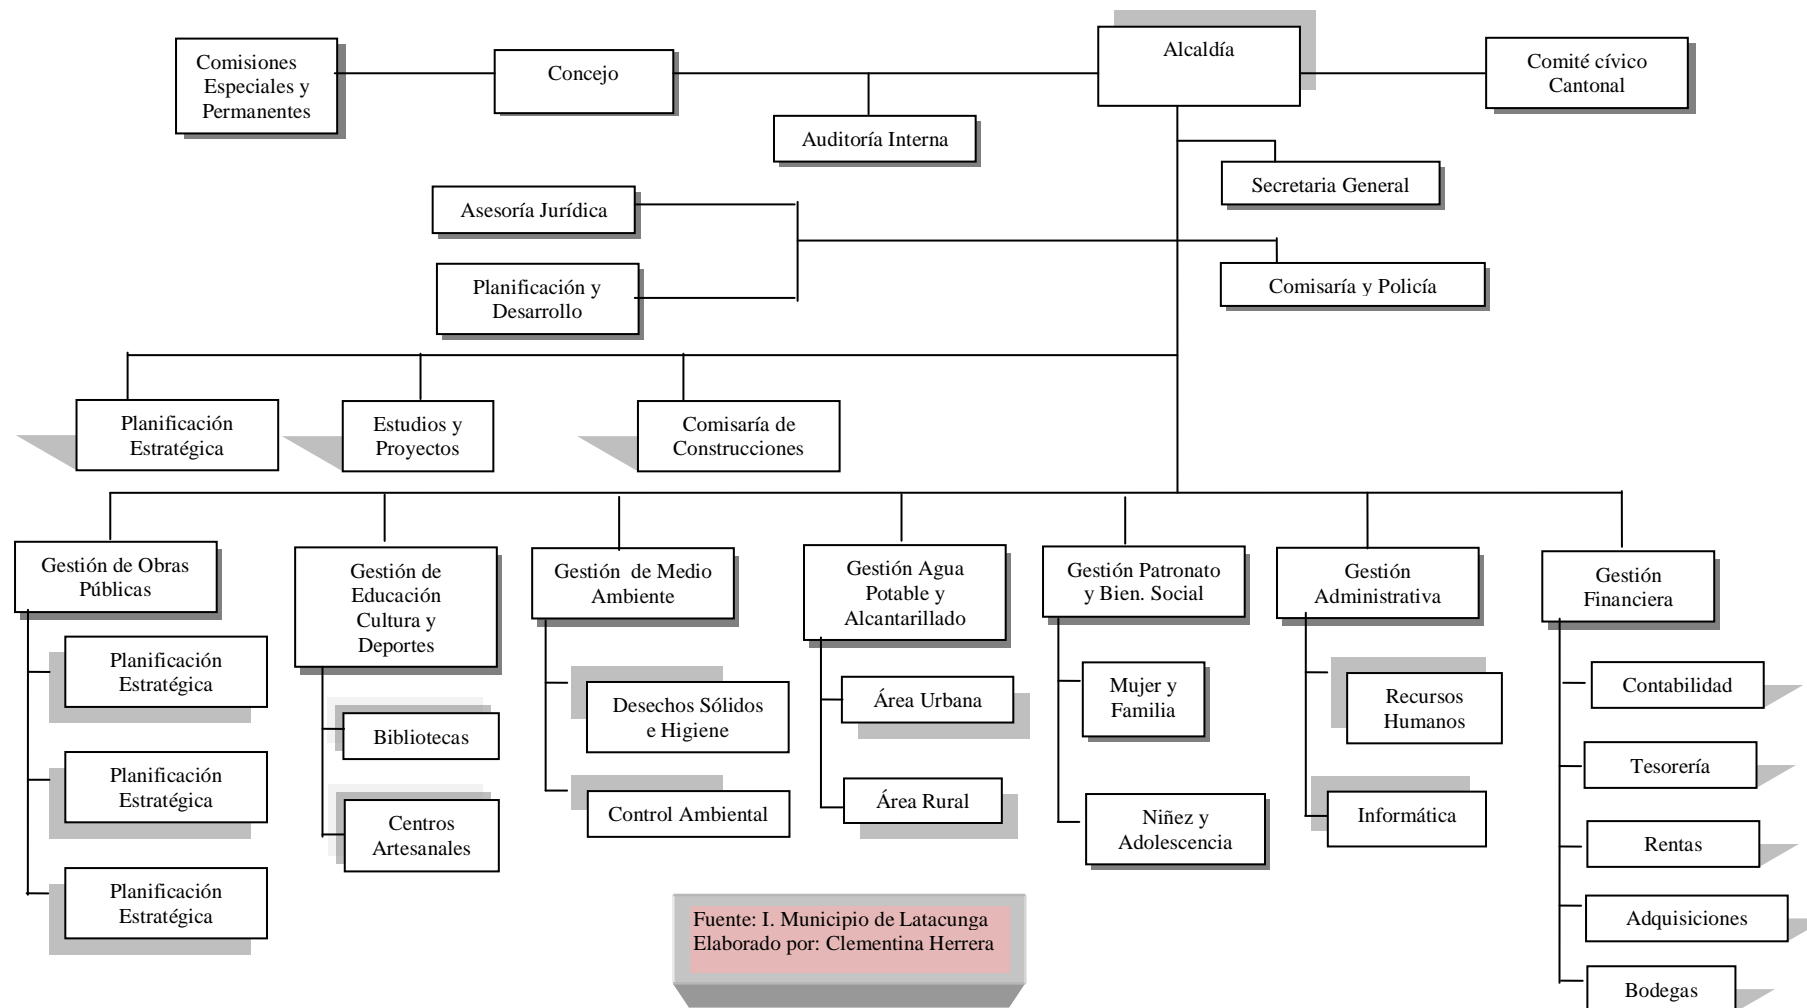 Comisiones
Especiales y
Permanentes
Concejo
Alcaldía
Comité cívico
Cantonal
Auditoría Interna
Secretaria General
Asesoría Jurídica
Planificación y
Desarrollo
Comisaría y Policía
Planificación
Estratégica
Estudios y
Proyectos
Comisaría de
Construcciones
Gestión de Obras
Públicas
Planificación
Estratégica
Planificación
Estratégica
Planificación
Estratégica
Gestión de
Educación
Cultura y
Deportes
Bibliotecas
Centros
Artesanales
Gestión de Medio
Ambiente
Desechos Sólidos
e Higiene
Control Ambiental
Gestión Agua
Potable y
Alcantarillado
Área Urbana
Área Rural
Gestión Patronato
y Bien. Social
Mujer y
Familia
Niñez y
Adolescencia
Gestión
Administrativa
Recursos
Humanos
Informática
Gestión
Financiera
Contabilidad
Tesorería
Rentas
Adquisiciones
Bodegas
Fuente: I. Municipio de Latacunga
Elaborado por: Clementina Herrera